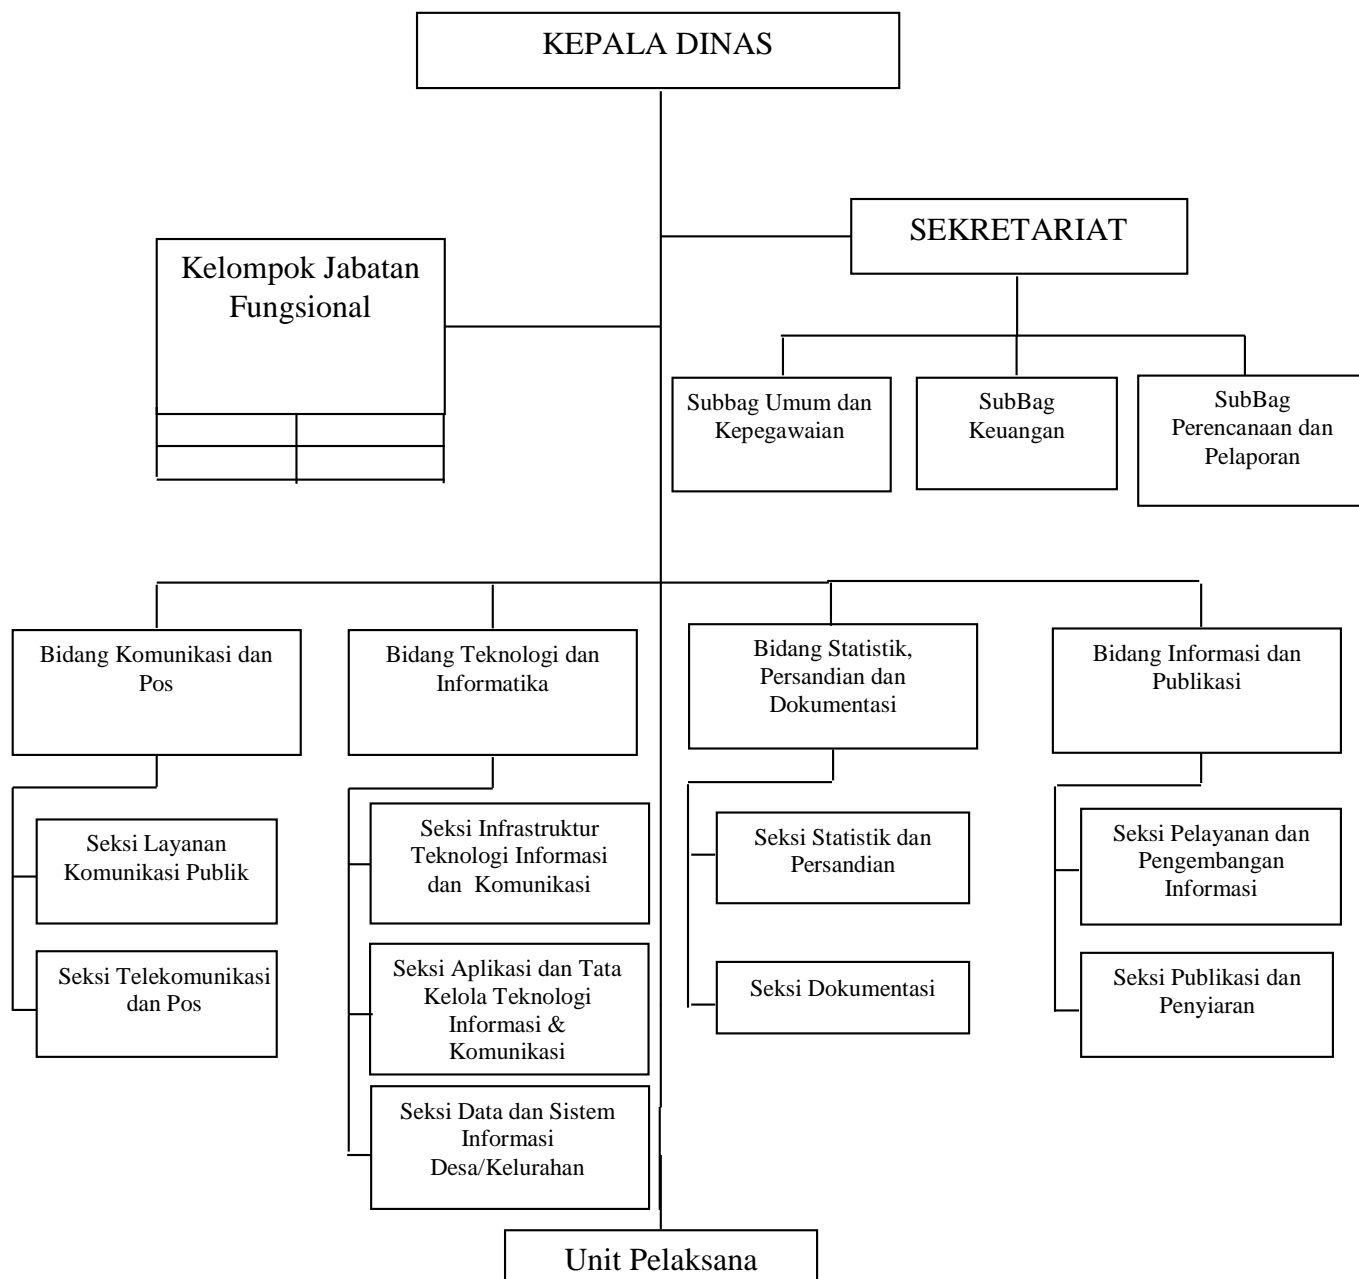 KEPALA DINAS
SEKRETARIAT
Kelompok Jabatan
Fungsional
Subbag Umum dan
Kepegawaian
SubBag
Keuangan
SubBag
Perencanaan dan
Pelaporan
Bidang Komunikasi dan
Pos
Bidang Teknologi dan
Informatika
Bidang Statistik,
Persandian dan
Dokumentasi
Bidang Informasi dan
Publikasi
Seksi Layanan
Komunikasi Publik
Seksi Telekomunikasi
dan Pos
Seksi Infrastruktur
Teknologi Informasi
dan  Komunikasi
Seksi Aplikasi dan Tata
Kelola Teknologi
Informasi &
Komunikasi
Seksi Data dan Sistem
Informasi
Desa/Kelurahan
Seksi Statistik dan
Persandian
Seksi Dokumentasi
Seksi Pelayanan dan
Pengembangan
Informasi
Seksi Publikasi dan
Penyiaran
Unit Pelaksana